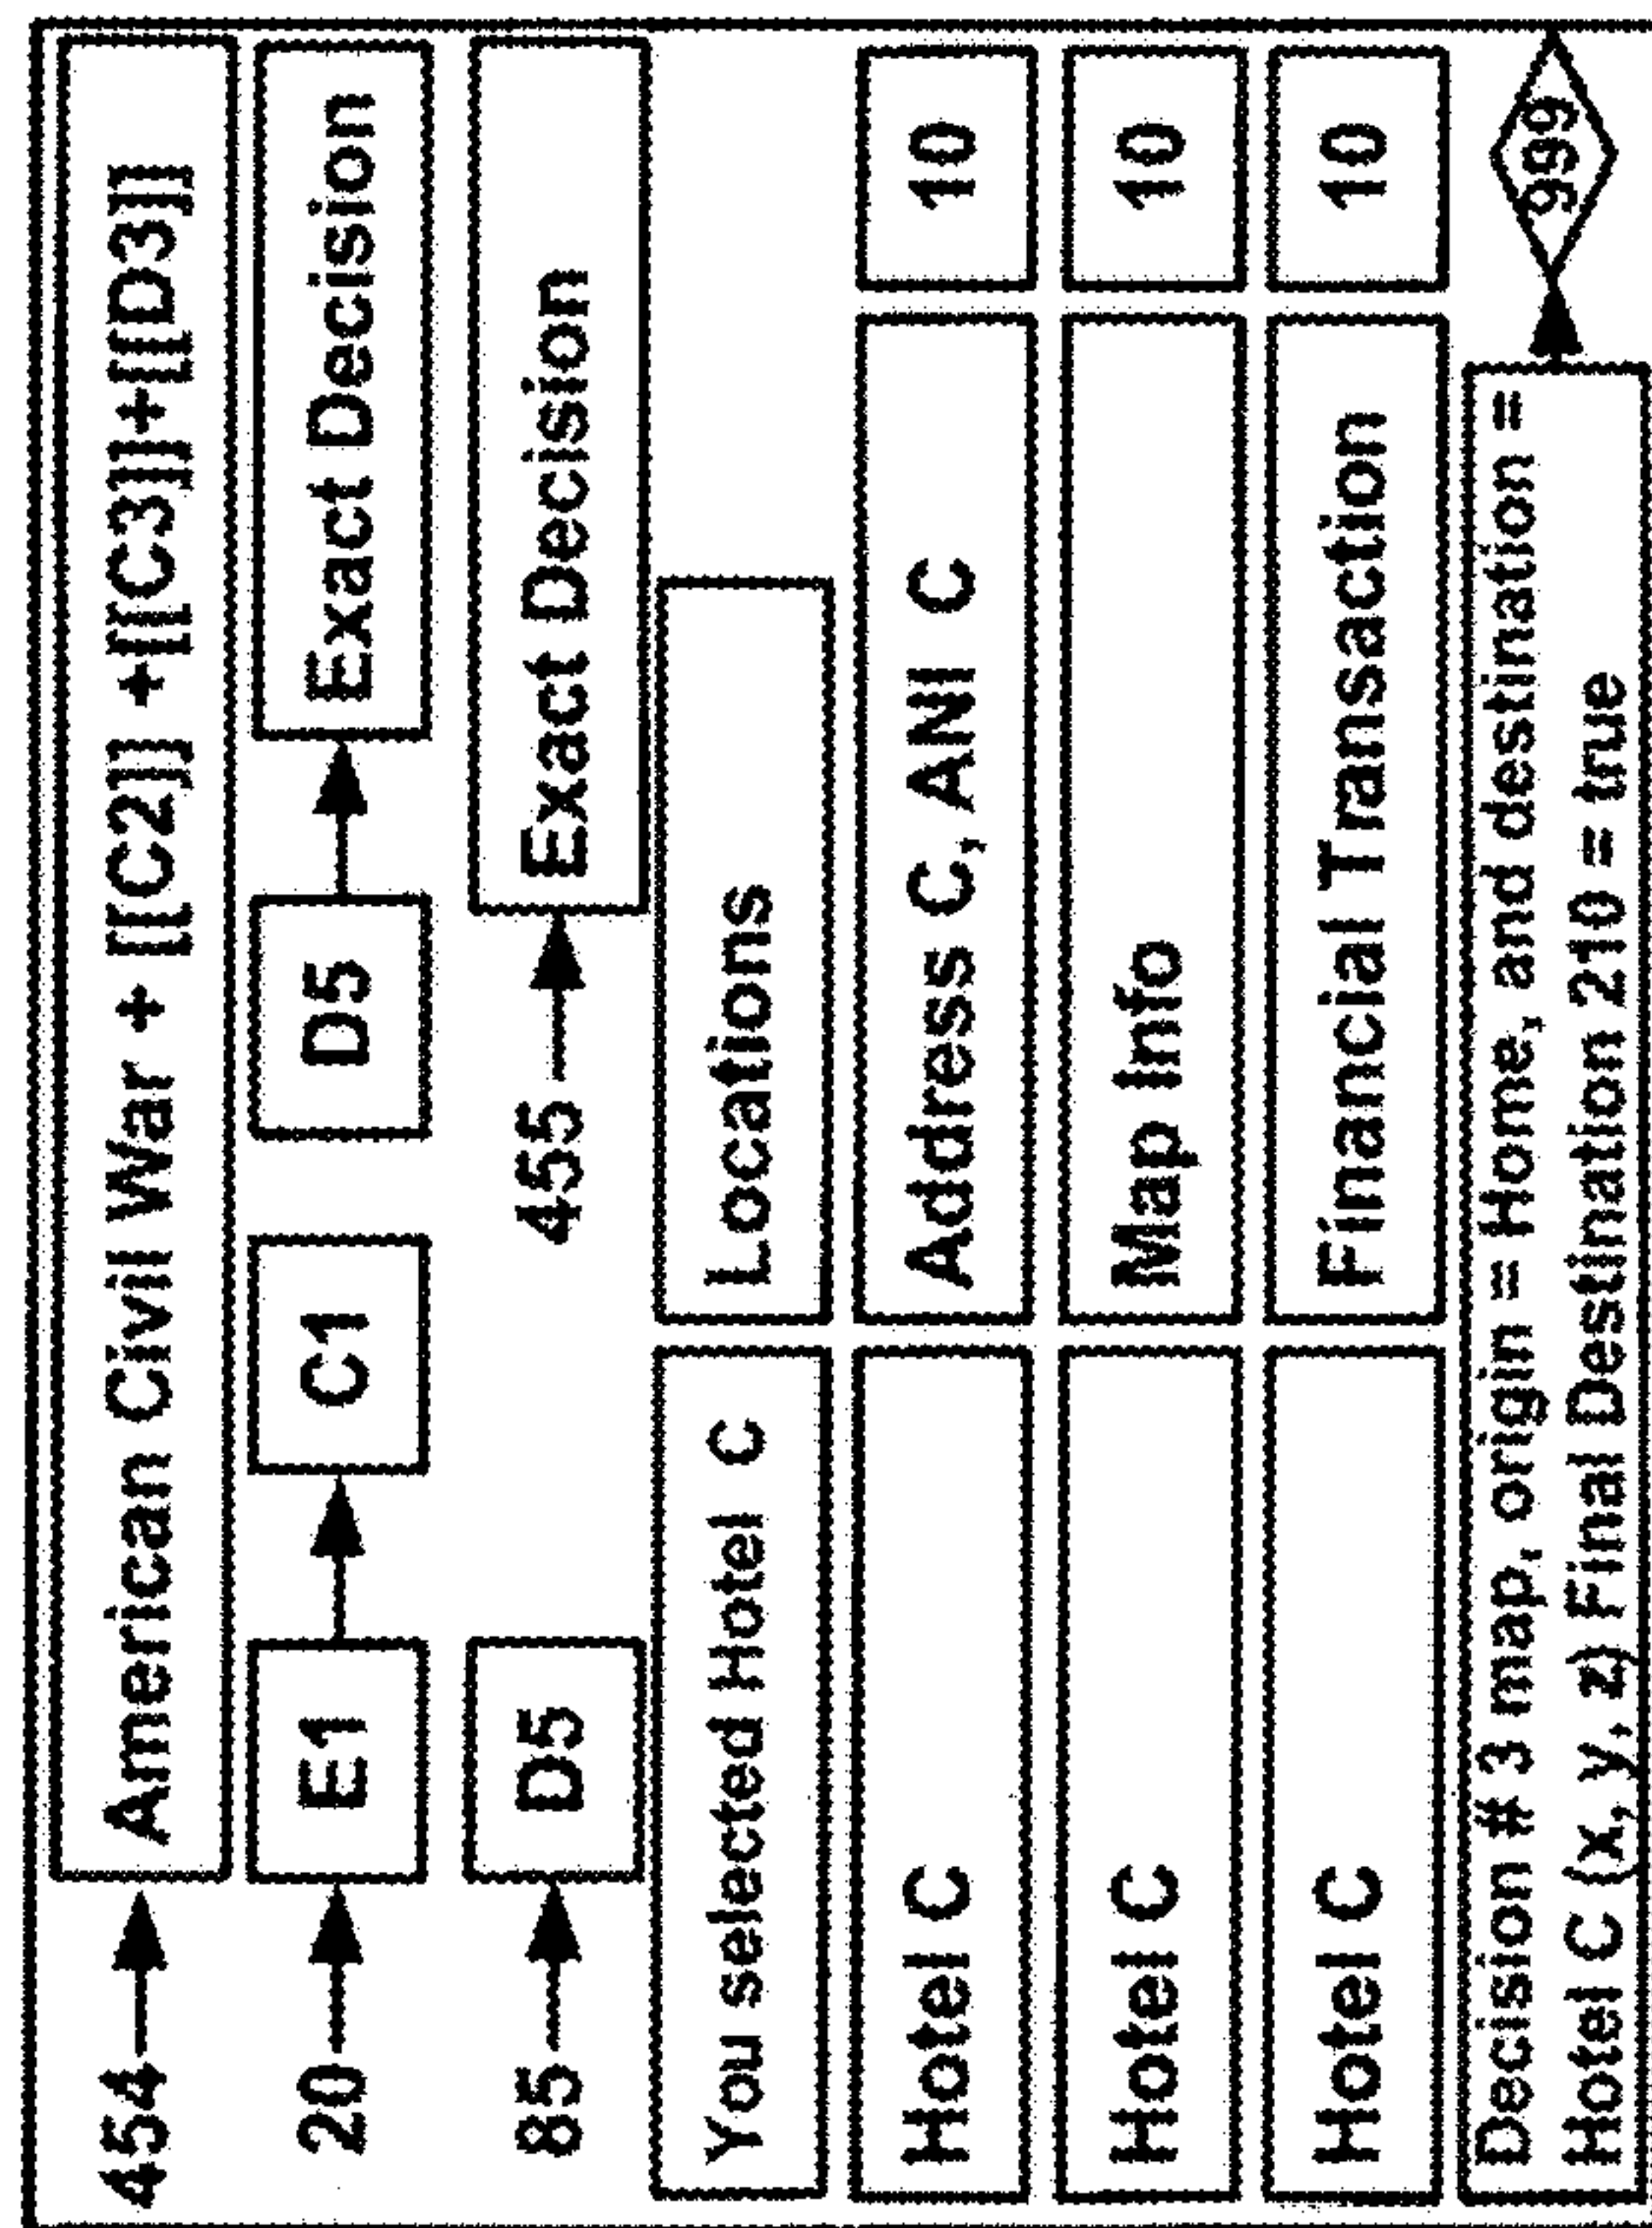 454 American Civil War + [[C2]] +[[C3]]+[[D3]]
20 E1 C1 D5 Exact Decision
85 D5 455 Exact Decision
You selected Hotel C Locations
Hotel C Address C, ANI C 10
Hotel C Map Info 10
Hotel C Financial Transaction 10
Decision # 3 map, origin = Home, and destination = 999
Hotel C (x, y, z) Final Destination 210 = true